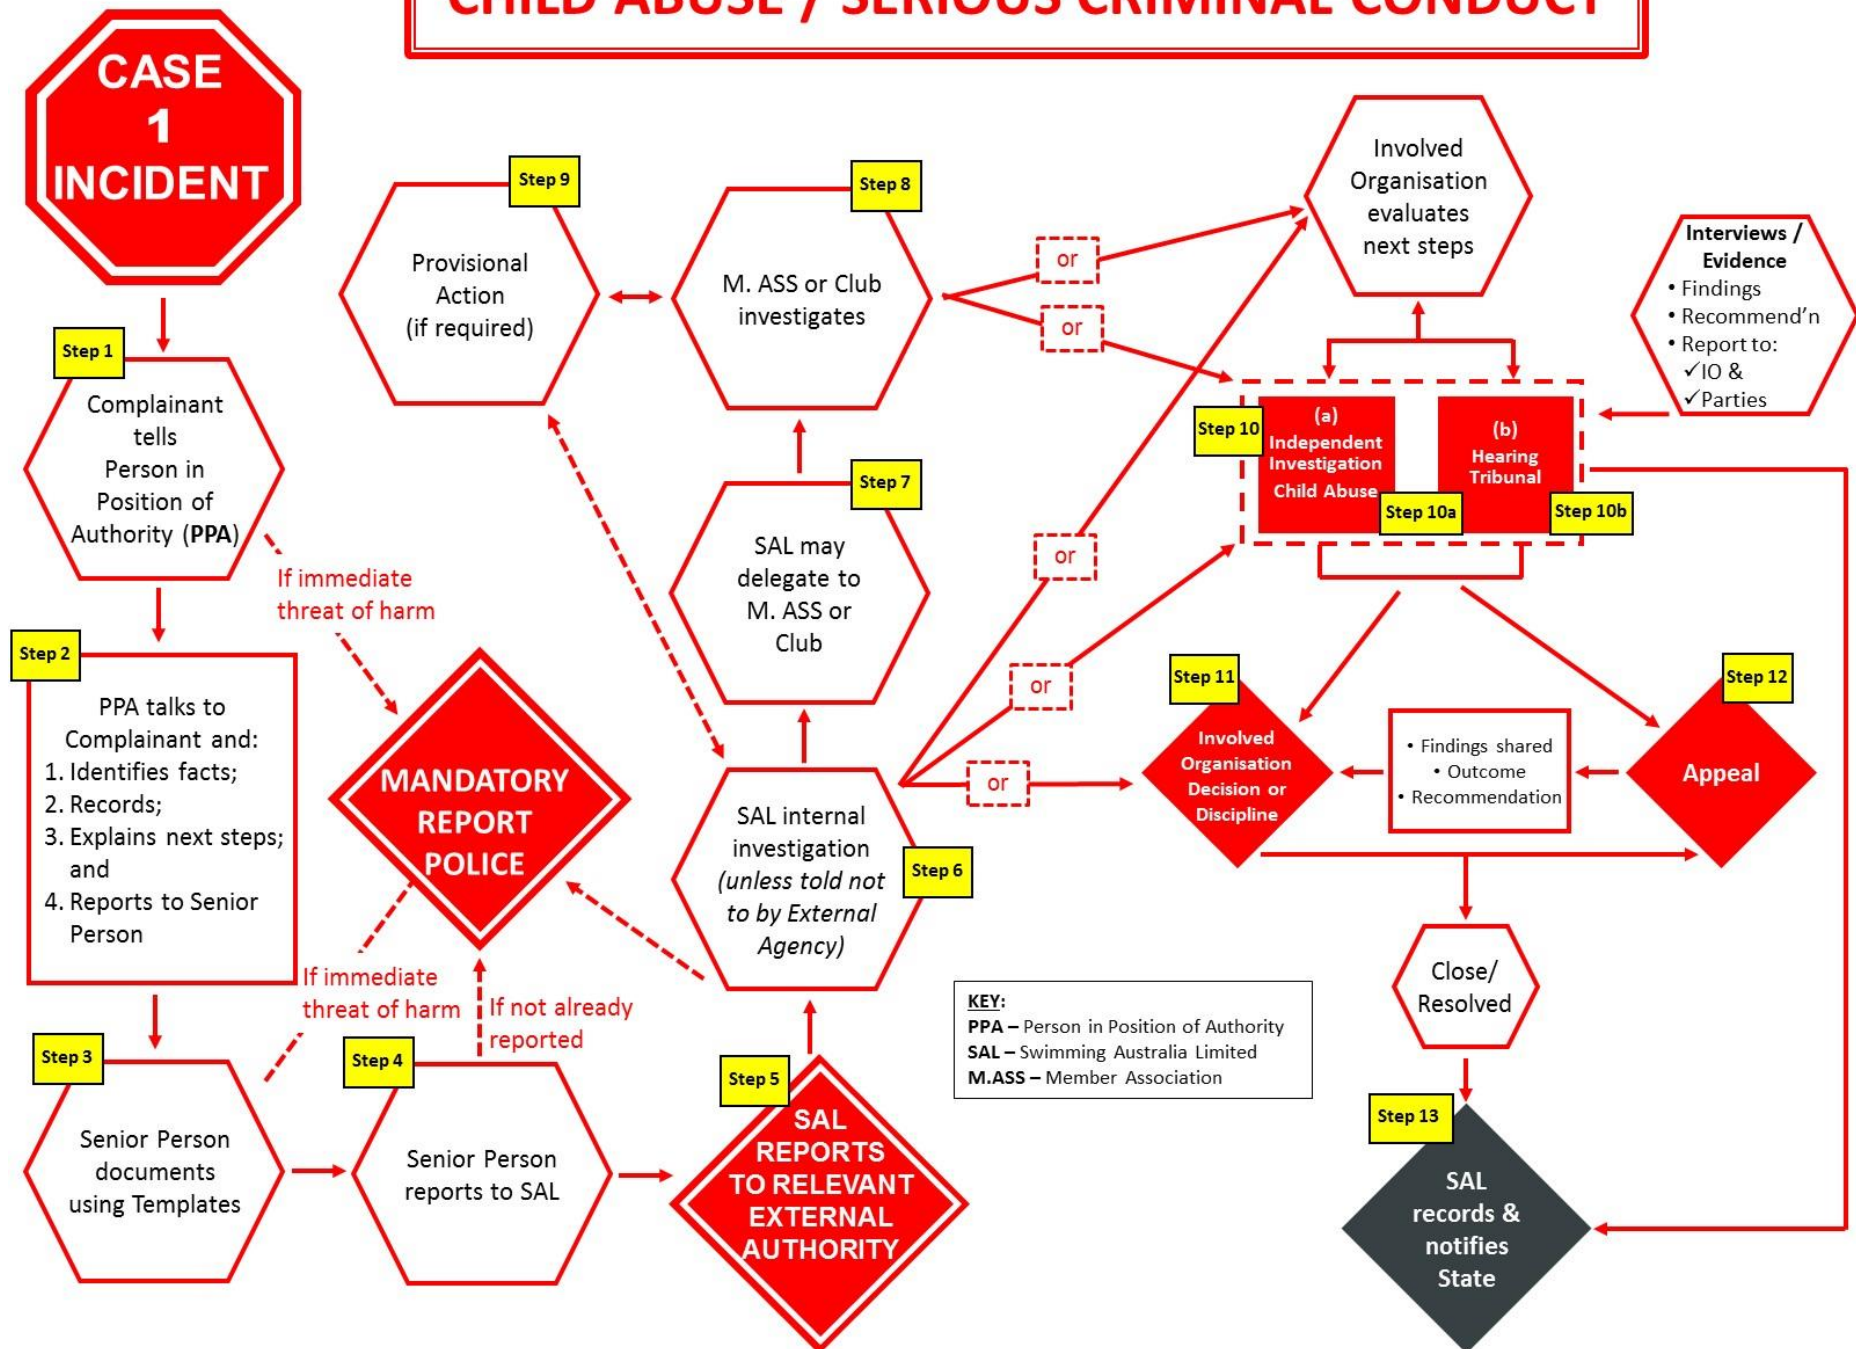 CHILD ABUSE / SERIOUS CRIMINAL CONDUCT
CASE
1
INCIDENT
Step 1
Complainant
tells
Person in
Position of
Authority (PPA)
If immediate
threat of harm
Step 2
PPA talks to
Complainant and:
1. Identifies facts;
2. Records;
3. Explains next steps;
and
4. Reports to Senior
Person
MANDATORY
REPORT
POLICE
If immediate
threat of harm
If not already
reported
Step 3
Senior Person
documents
using Templates
Step 4
Senior Person
reports to SAL
Step 5
SAL
REPORTS
TO RELEVANT
EXTERNAL
AUTHORITY
Step 6
SAL internal
investigation
(unless told not
to by External
Agency)
Step 7
SAL may
delegate to
M. ASS or
Club
Step 8
M. ASS or Club
investigates
Step 9
Provisional
Action
(if required)
or
or
or
or
or
Involved
Organisation
evaluates
next steps
Interviews /
Evidence
• Findings
• Recommend'n
• Report to:
✓IO &
✓Parties
Step 10
(a)
Independent
Investigation
Child Abuse
Step 10a
(b)
Hearing
Tribunal
Step 10b
Step 11
Involved
Organisation
Decision or
Discipline
• Findings shared
• Outcome
• Recommendation
Step 12
Appeal
Close/
Resolved
Step 13
SAL
records &
notifies
State
KEY:
PPA – Person in Position of Authority
SAL – Swimming Australia Limited
M.ASS – Member Association